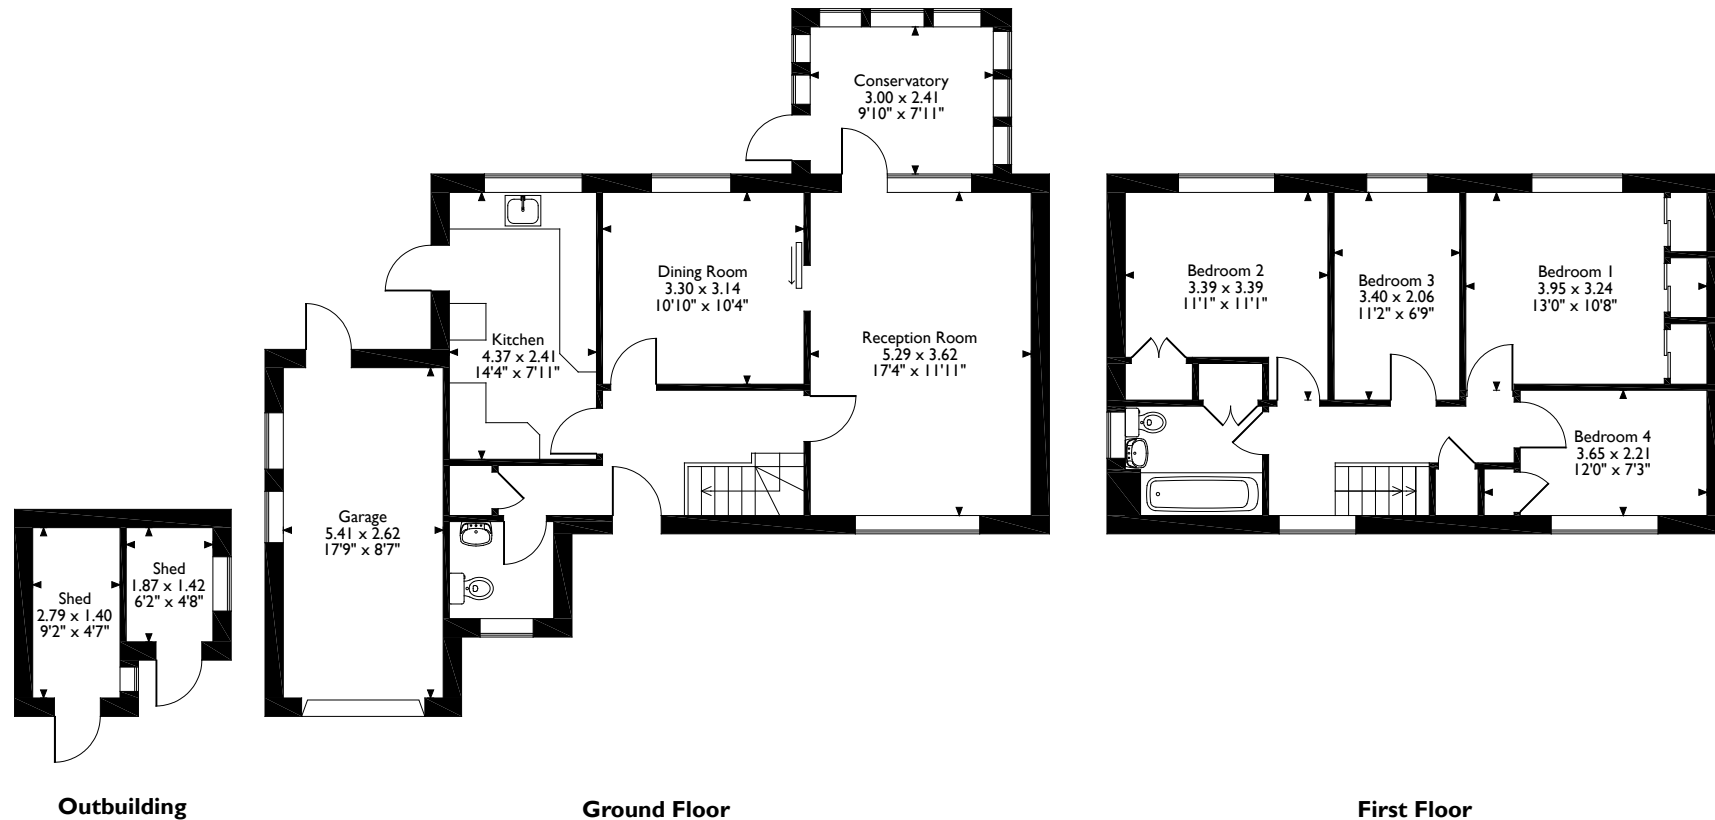 Conservatory
3.00 x 2.41
9'10" x 7'11"
Dining Room
3.30 x 3.14
10'10" x 10'4"
Kitchen
4.37 x 2.41
14'4" x 7'11"
Reception Room
5.29 x 3.62
17'4" x 11'11"
Bedroom 2
3.39 x 3.39
11'1" x 11'1"
Bedroom 3
3.40 x 2.06
11'2" x 6'9"
Bedroom 1
3.95 x 3.24
13'0" x 10'8"
Bedroom 4
3.65 x 2.21
12'0" x 7'3"
Garage
5.41 x 2.62
17'9" x 8'7"
Shed
1.87 x 1.42
6'2" x 4'8"
Shed
2.79 x 1.40
9'2" x 4'7"
Outbuilding
Ground Floor
First Floor